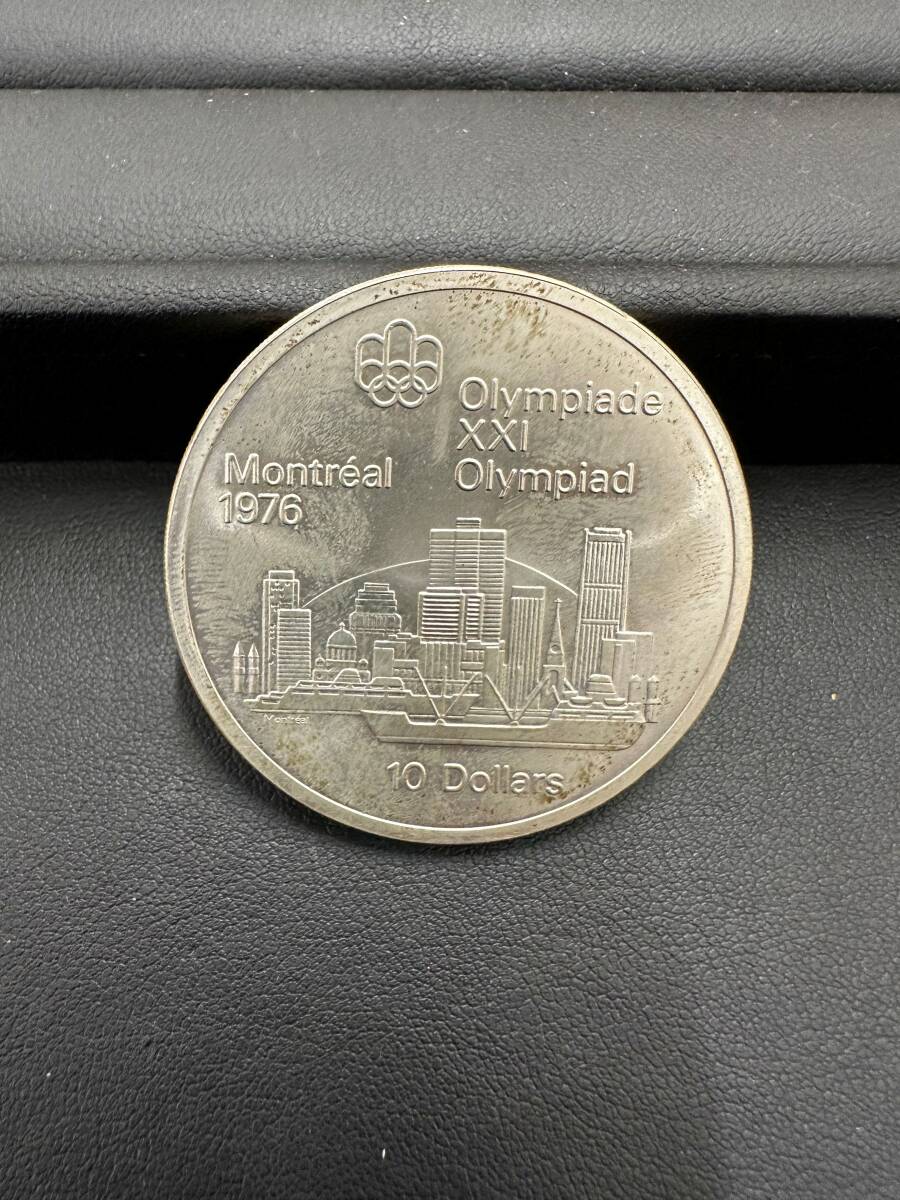 Olympiade
XXI
Olympiad
Montréal
1976
Montréal
10 Dollars